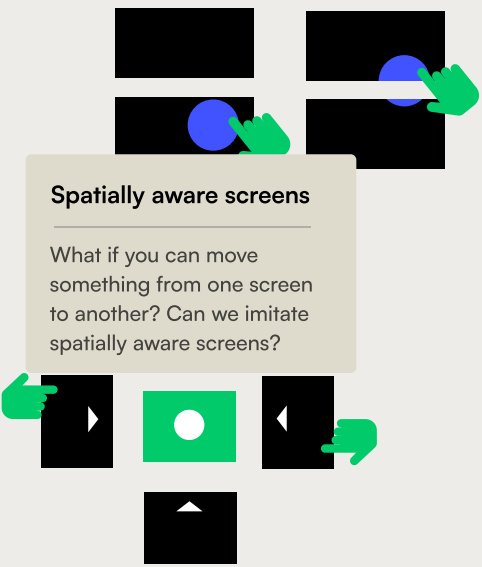 Spatially aware screens
What if you can move
something from one screen
to another? Can we imitate
spatially aware screens?